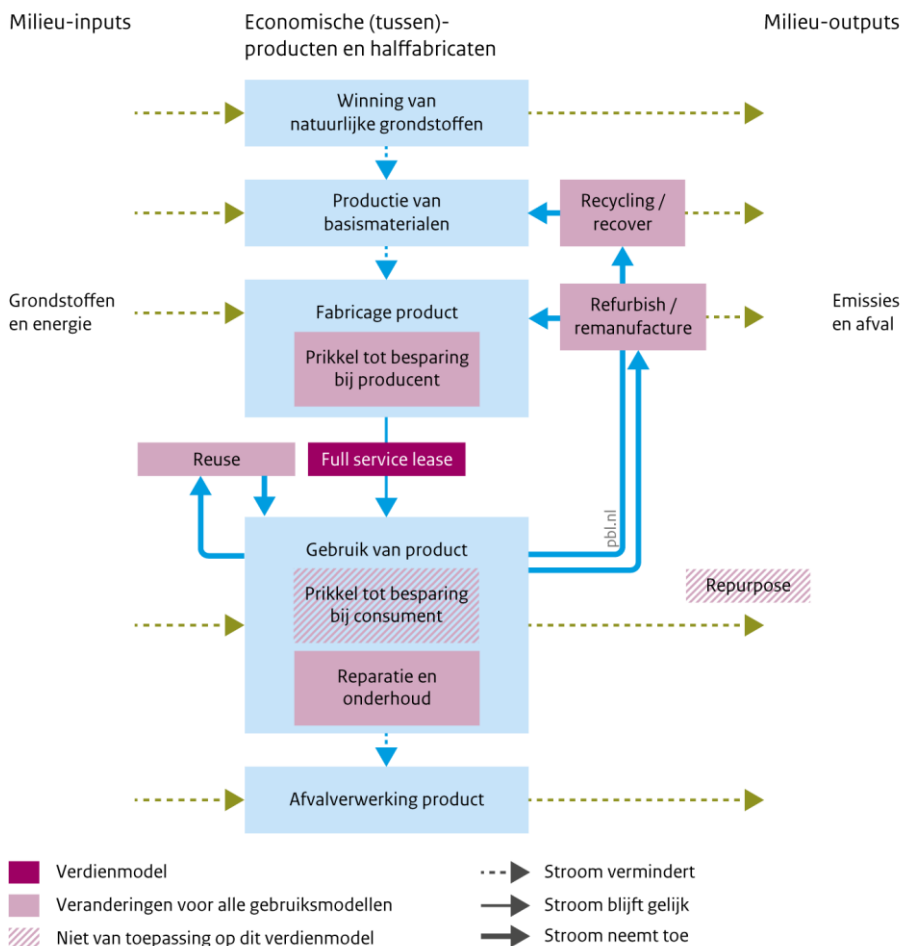 Milieu-inputs
Economische (tussen)-
producten en halffabricaten
Milieu-outputs
Winning van
natuurlijke grondstoffen
Productie van
basismaterialen
Recycling /
recover
Grondstoffen
en energie
Fabricage product
Refurbish /
remanufacture
Emissies
en afval
Prikkel tot besparing
bij producent
Reuse
Full service lease
pbl.nl
Gebruik van product
Prikkel tot besparing
bij consument
Repurpose
Reparatie en
onderhoud
Afvalverwerking product
Verdienmodel
Stroom vermindert
Veranderingen voor alle gebruiksmodellen
Stroom blijft gelijk
Niet van toepassing op dit verdienmodel
Stroom neemt toe